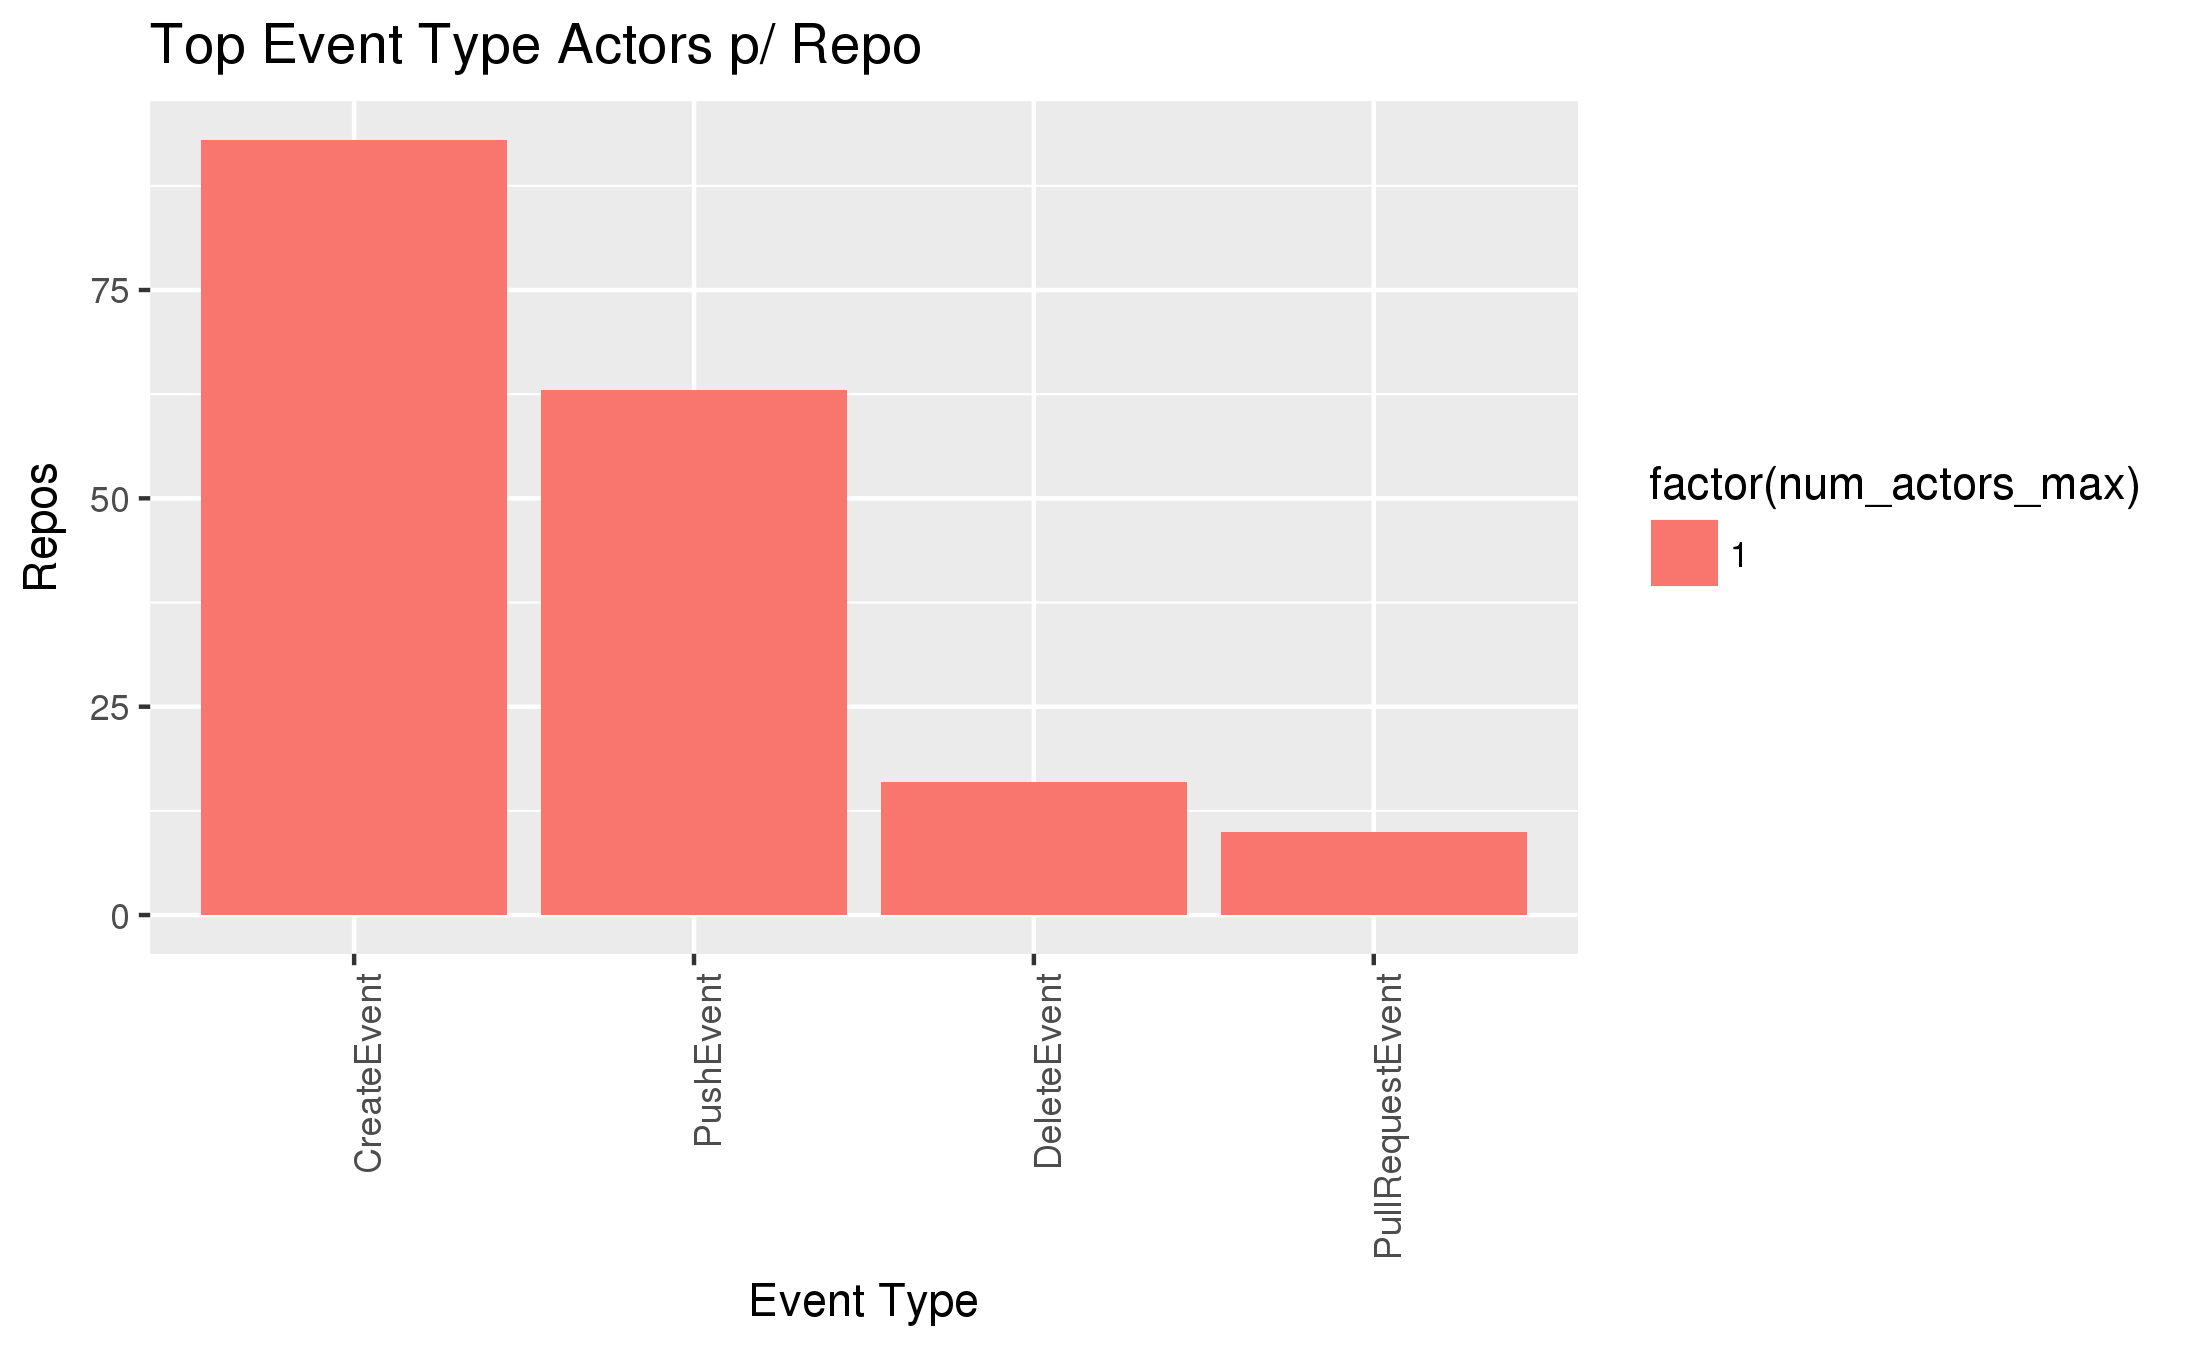 Top Event Type Actors p/ Repo
Repos
75
50
25
0
CreateEvent
PushEvent
DeleteEvent
PullRequestEvent
Event Type
factor(num_actors_max)
1